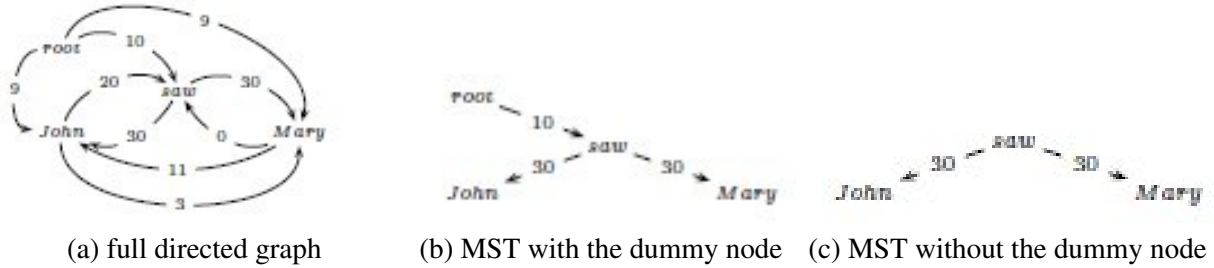 9
root
10
9
20
saw
30
John
30
0
Mary
11
3
root
10
saw
30
30
John
Mary
saw
30
30
John
Mary
(a) full directed graph
(b) MST with the dummy node
(c) MST without the dummy node